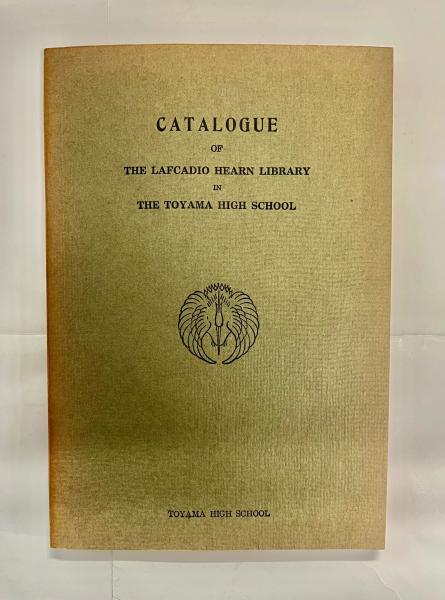 CATALOGUE
OF
THE LAFCADIO HEARN LIBRARY
IN
THE TOYAMA HIGH SCHOOL
TOYAMA HIGH SCHOOL